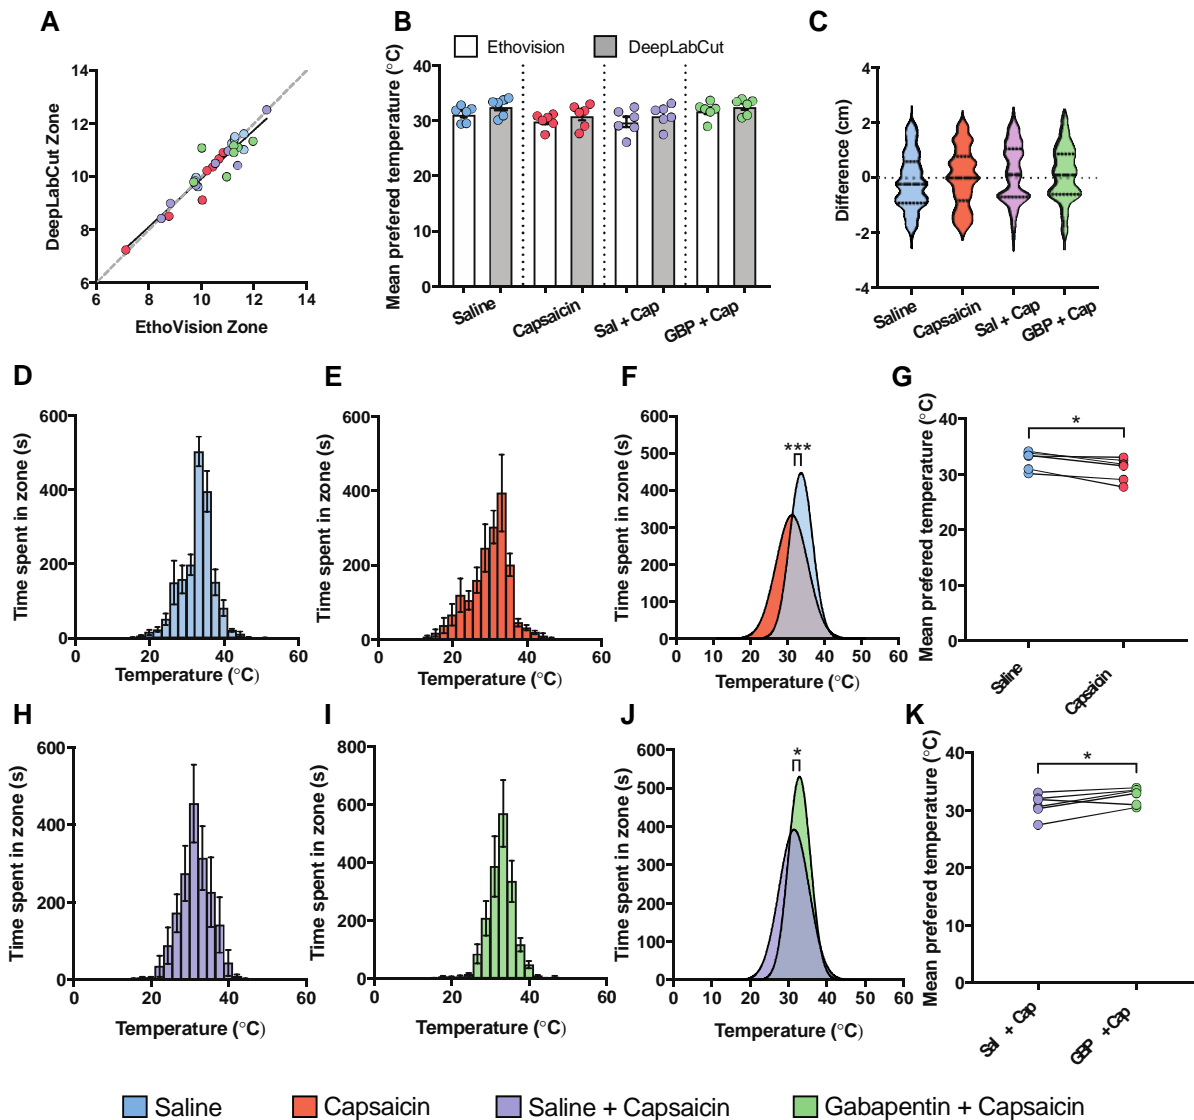 A
DeepLabCut Zone
14
12
10
8
6
6 8 10 12 14
EthoVision Zone
B
Ethovision DeepLabCut
Mean prefered temperature (°C)
40
30
20
10
0
Saline
Capsaicin
Sal + Cap
GBP + Cap
C
Difference (cm)
4
2
0
-2
-4
Saline
Capsaicin
Sal + Cap
GBP + Cap
D
Time spent in zone (s)
600
400
200
0
0 20 40 60
Temperature (°C)
E
Time spent in zone (s)
600
400
200
0
0 20 40 60
Temperature (°C)
F
Time spent in zone (s)
600
500
400
300
200
100
0
***
0 10 20 30 40 50 60
Temperature (°C)
G
Mean prefered temperature (°C)
40
30
20
10
0
*
Saline
Capsaicin
H
Time spent in zone (s)
600
400
200
0
0 20 40 60
Temperature (°C)
I
Time spent in zone (s)
800
600
400
200
0
0 20 40 60
Temperature (°C)
J
Time spent in zone (s)
600
500
400
300
200
100
0
*
0 10 20 30 40 50 60
Temperature (°C)
K
Mean prefered temperature (°C)
40
30
20
10
0
*
Sal + Cap
GBP + Cap
Saline Capsaicin Saline + Capsaicin Gabapentin + Capsaicin